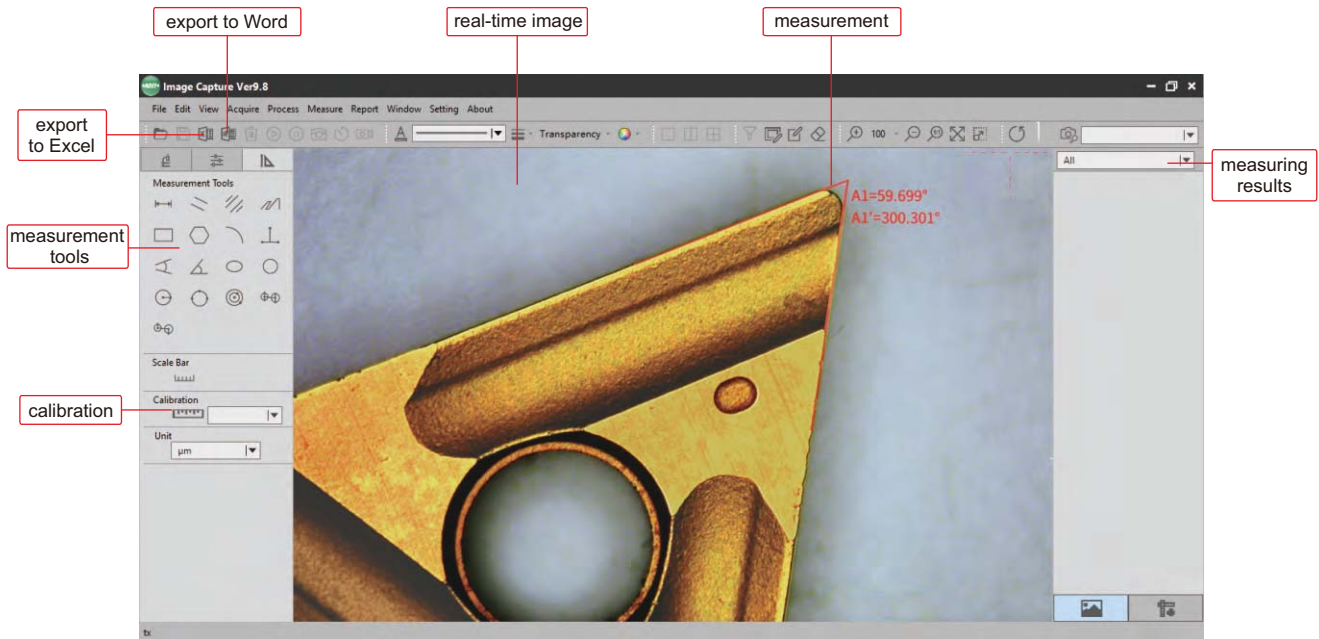 export to Word
real-time image
measurement
Image Capture Ver9.8
File Edit View Acquire Process Measure Report Window Setting About
export
to Excel
Transparency
100
All
measuring
results
Measurement Tools
A1=59.699°
A1'=300.301°
measurement
tools
Scale Bar
calibration
Calibration
Unit
μm